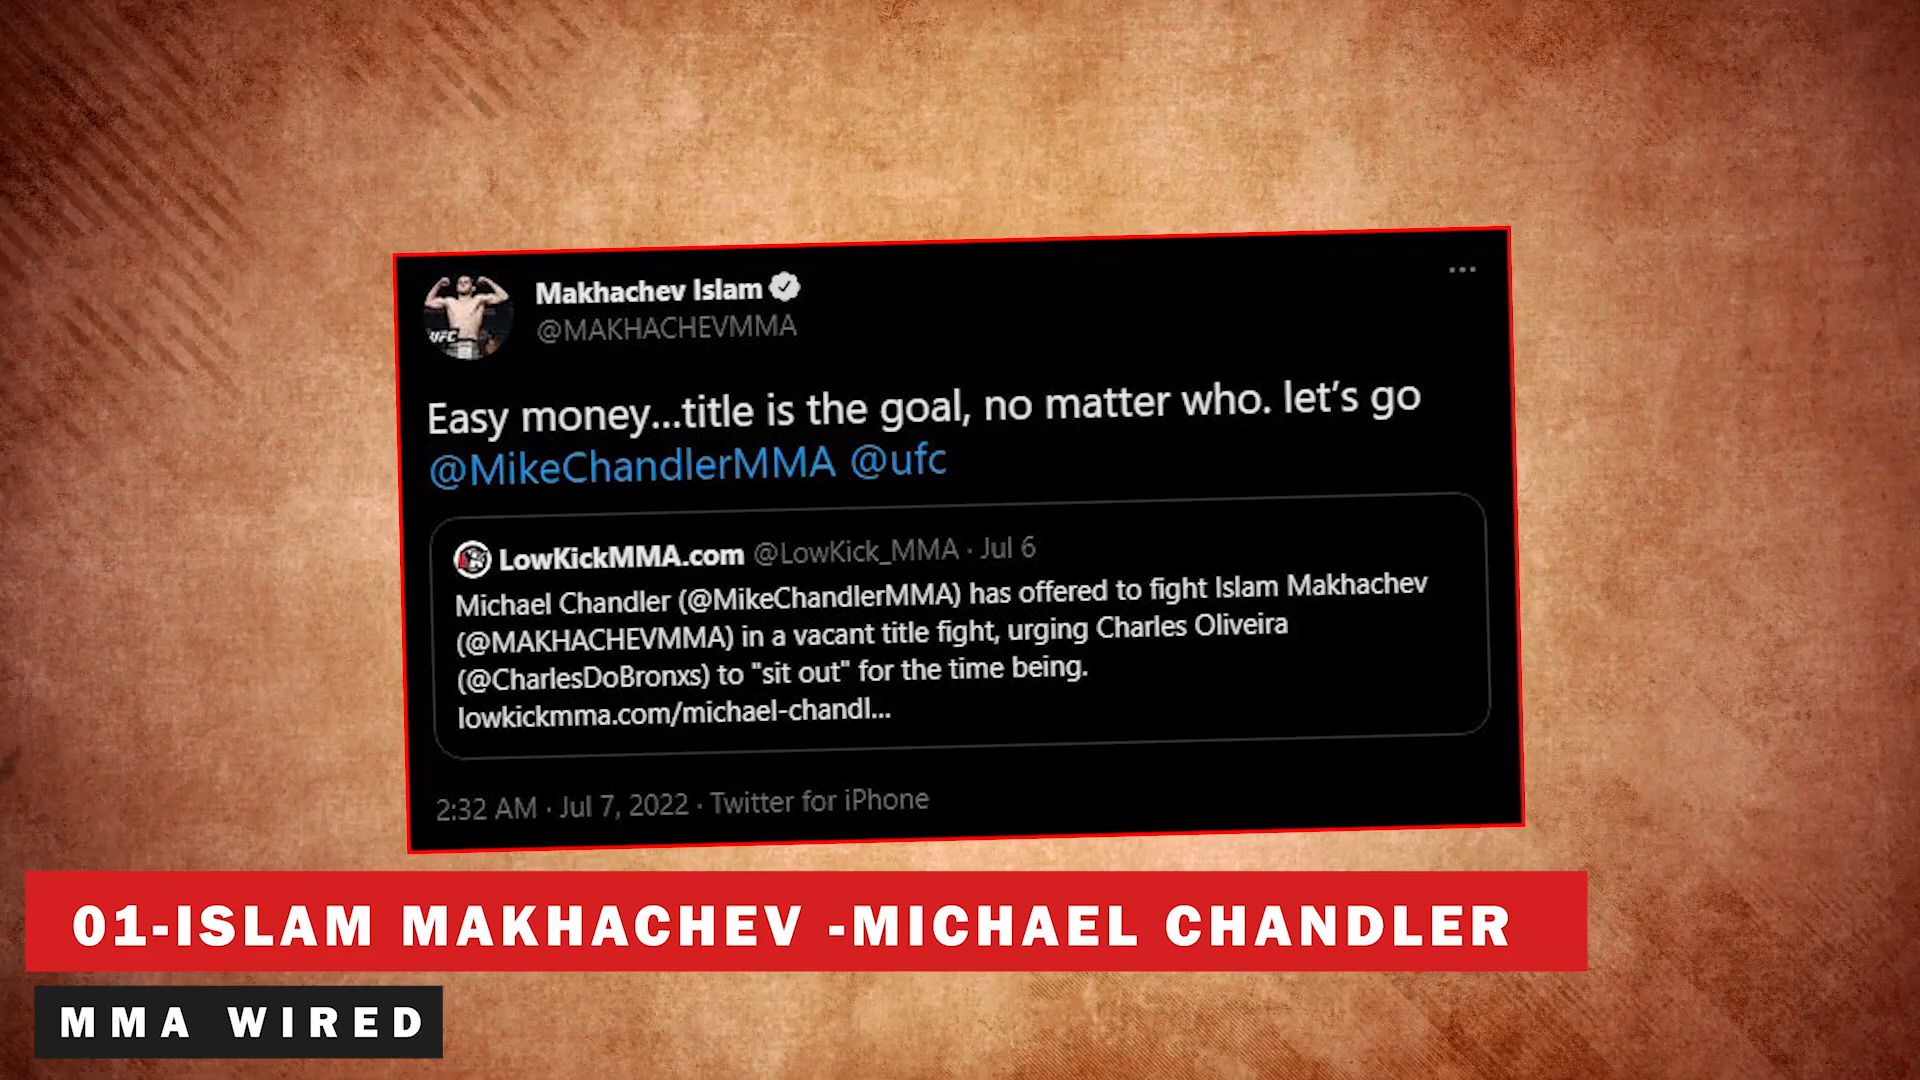 Makhachev Islam
@MAKHACHEVMMA
UFC
Easy money...title is the goal, no matter who. let's go
@MikeChandlerMMA @ufc
LowKickMMA.com @LowKick_MMA · Jul 6
Michael Chandler (@MikeChandlerMMA) has offered to fight Islam Makhachev
(@MAKHACHEVMMA) in a vacant title fight, urging Charles Oliveira
(@CharlesDoBronxs) to "sit out" for the time being.
lowkickmma.com/michael-chandl...
2:32 AM · Jul 7, 2022 · Twitter for iPhone
01-ISLAM MAKHACHEV -MICHAEL CHANDLER
MMA WIRED